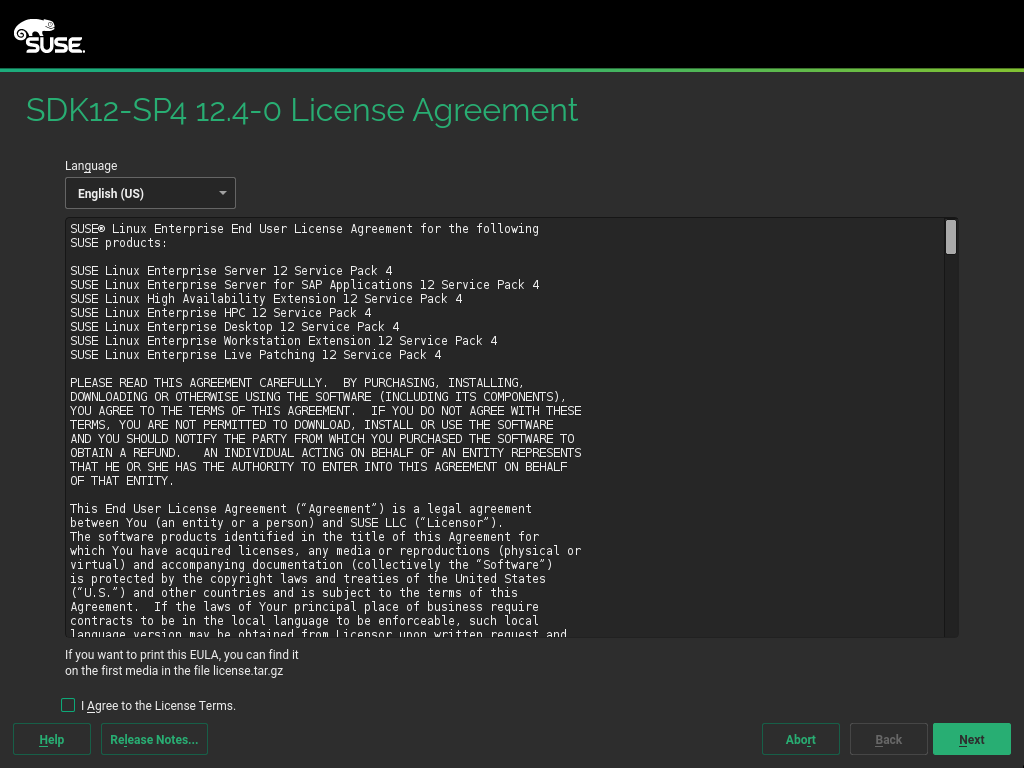 SUSE.
SDK12-SP4 12.4-0 License Agreement
Language
English (US)
SUSE® Linux Enterprise End User License Agreement for the following
SUSE products:
SUSE Linux Enterprise Server 12 Service Pack 4
SUSE Linux Enterprise Server for SAP Applications 12 Service Pack 4
SUSE Linux High Availability Extension 12 Service Pack 4
SUSE Linux Enterprise HPC 12 Service Pack 4
SUSE Linux Enterprise Desktop 12 Service Pack 4
SUSE Linux Enterprise Workstation Extension 12 Service Pack 4
SUSE Linux Enterprise Live Patching 12 Service Pack 4
PLEASE READ THIS AGREEMENT CAREFULLY.  BY PURCHASING, INSTALLING,
DOWNLOADING OR OTHERWISE USING THE SOFTWARE (INCLUDING ITS COMPONENTS),
YOU AGREE TO THE TERMS OF THIS AGREEMENT.  IF YOU DO NOT AGREE WITH THESE
TERMS, YOU ARE NOT PERMITTED TO DOWNLOAD, INSTALL OR USE THE SOFTWARE
AND YOU SHOULD NOTIFY THE PARTY FROM WHICH YOU PURCHASED THE SOFTWARE TO
OBTAIN A REFUND.   AN INDIVIDUAL ACTING ON BEHALF OF AN ENTITY REPRESENTS
THAT HE OR SHE HAS THE AUTHORITY TO ENTER INTO THIS AGREEMENT ON BEHALF
OF THAT ENTITY.
This End User License Agreement (“Agreement”) is a legal agreement
between You (an entity or a person) and SUSE LLC (“Licensor”).
The software products identified in the title of this Agreement for
which You have acquired licenses, any media or reproductions (physical or
virtual) and accompanying documentation (collectively the “Software”)
is protected by the copyright laws and treaties of the United States
(“U.S.”) and other countries and is subject to the terms of this
Agreement.  If the laws of Your principal place of business require
contracts to be in the local language to be enforceable, such local
language version may be obtained from Licensor upon written request and
If you want to print this EULA, you can find it
on the first media in the file license.tar.gz
I Agree to the License Terms.
Help
Release Notes...
Abort
Back
Next